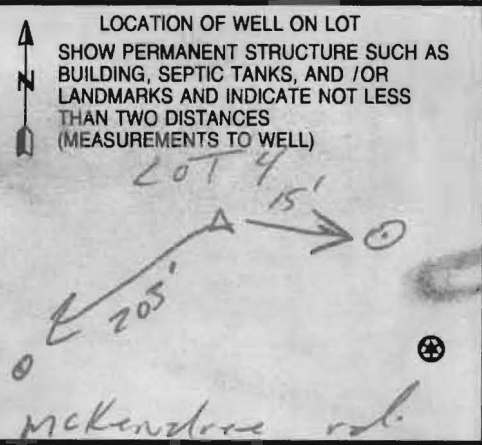 LOCATION OF WELL ON LOT
SHOW PERMANENT STRUCTURE SUCH AS
BUILDING, SEPTIC TANKS, AND /OR
LANDMARKS AND INDICATE NOT LESS
THAN TWO DISTANCES
(MEASUREMENTS TO WELL)
N
LOT 4
15'
205'
McKendree rd.